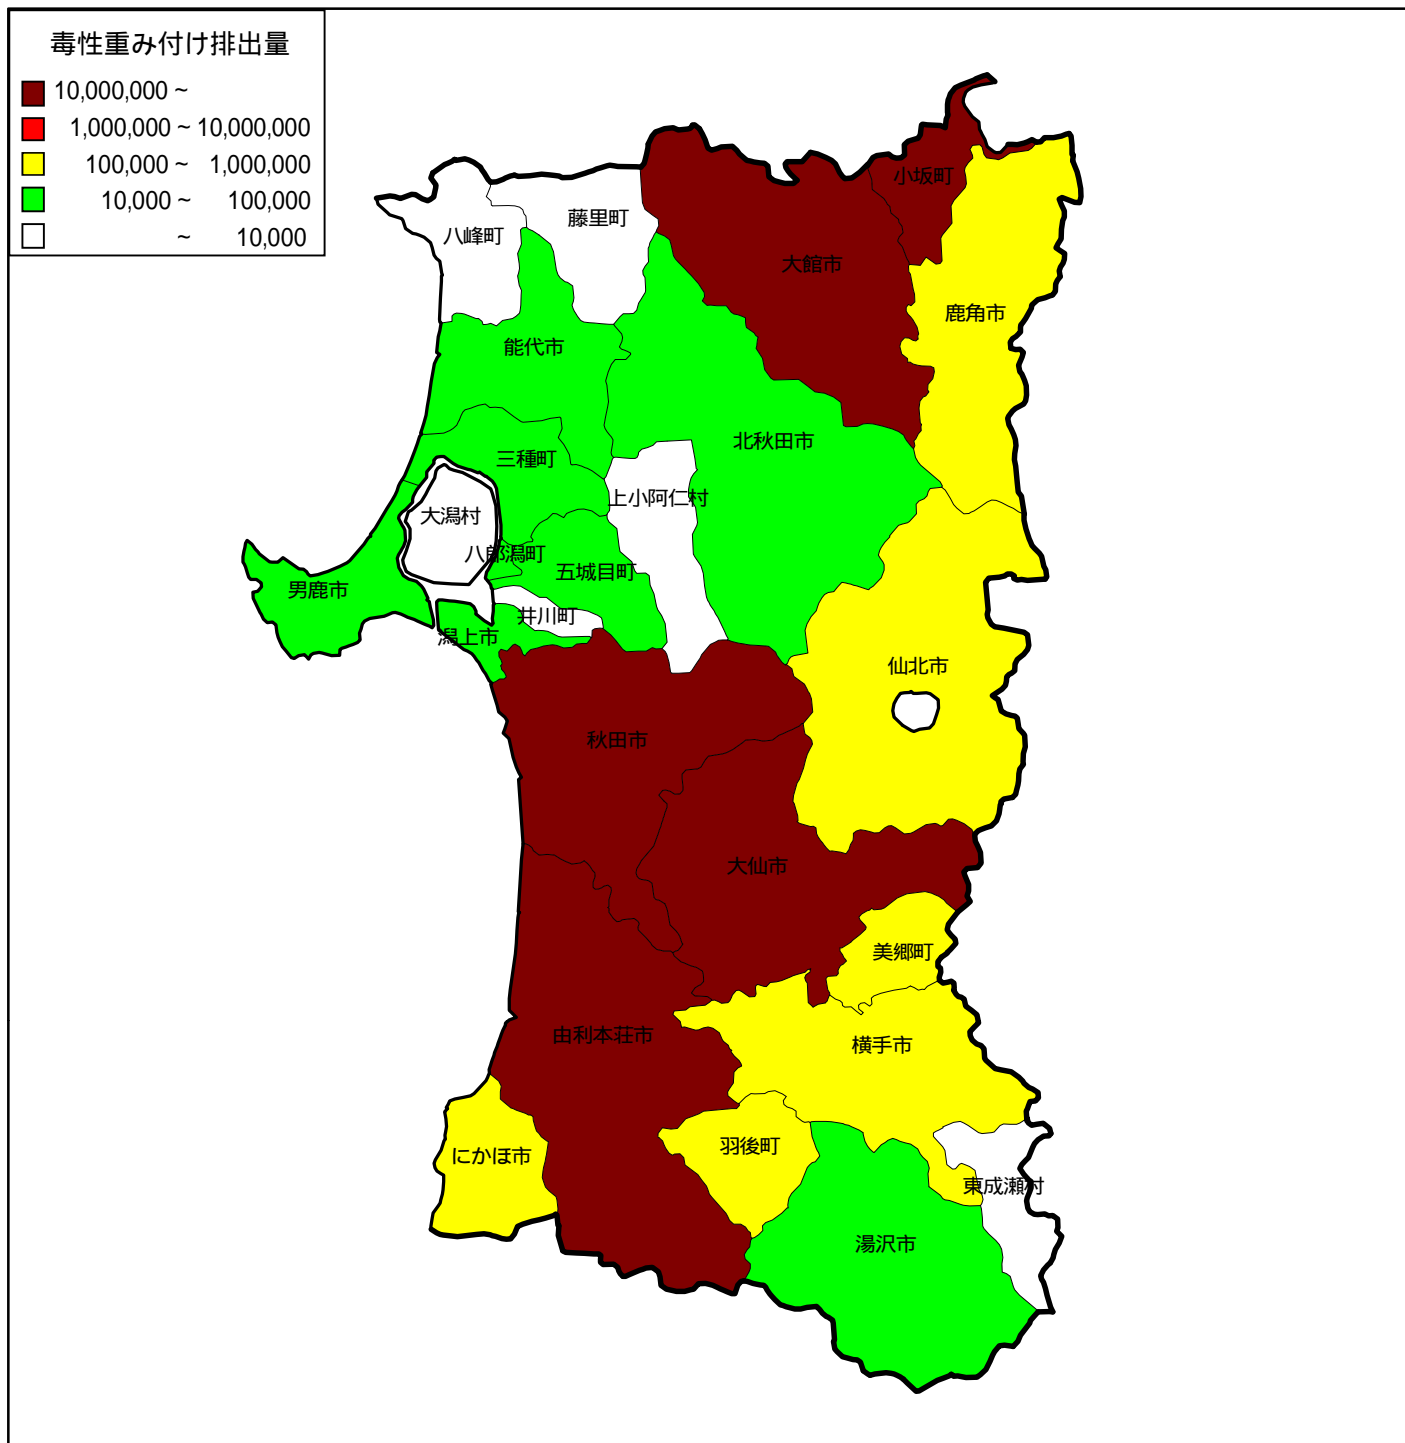 毒性重み付け排出量
10,000,000 ~
1,000,000 ~ 10,000,000
100,000 ~ 1,000,000
10,000 ~ 100,000
~ 10,000
小坂町
藤里町
八峰町
大館市
鹿角市
能代市
北秋田市
三種町
上小阿仁村
大潟村
八郎潟町
五城目町
男鹿市
井川町
潟上市
仙北市
秋田市
大仙市
美郷町
由利本荘市
横手市
羽後町
にかほ市
東成瀬村
湯沢市